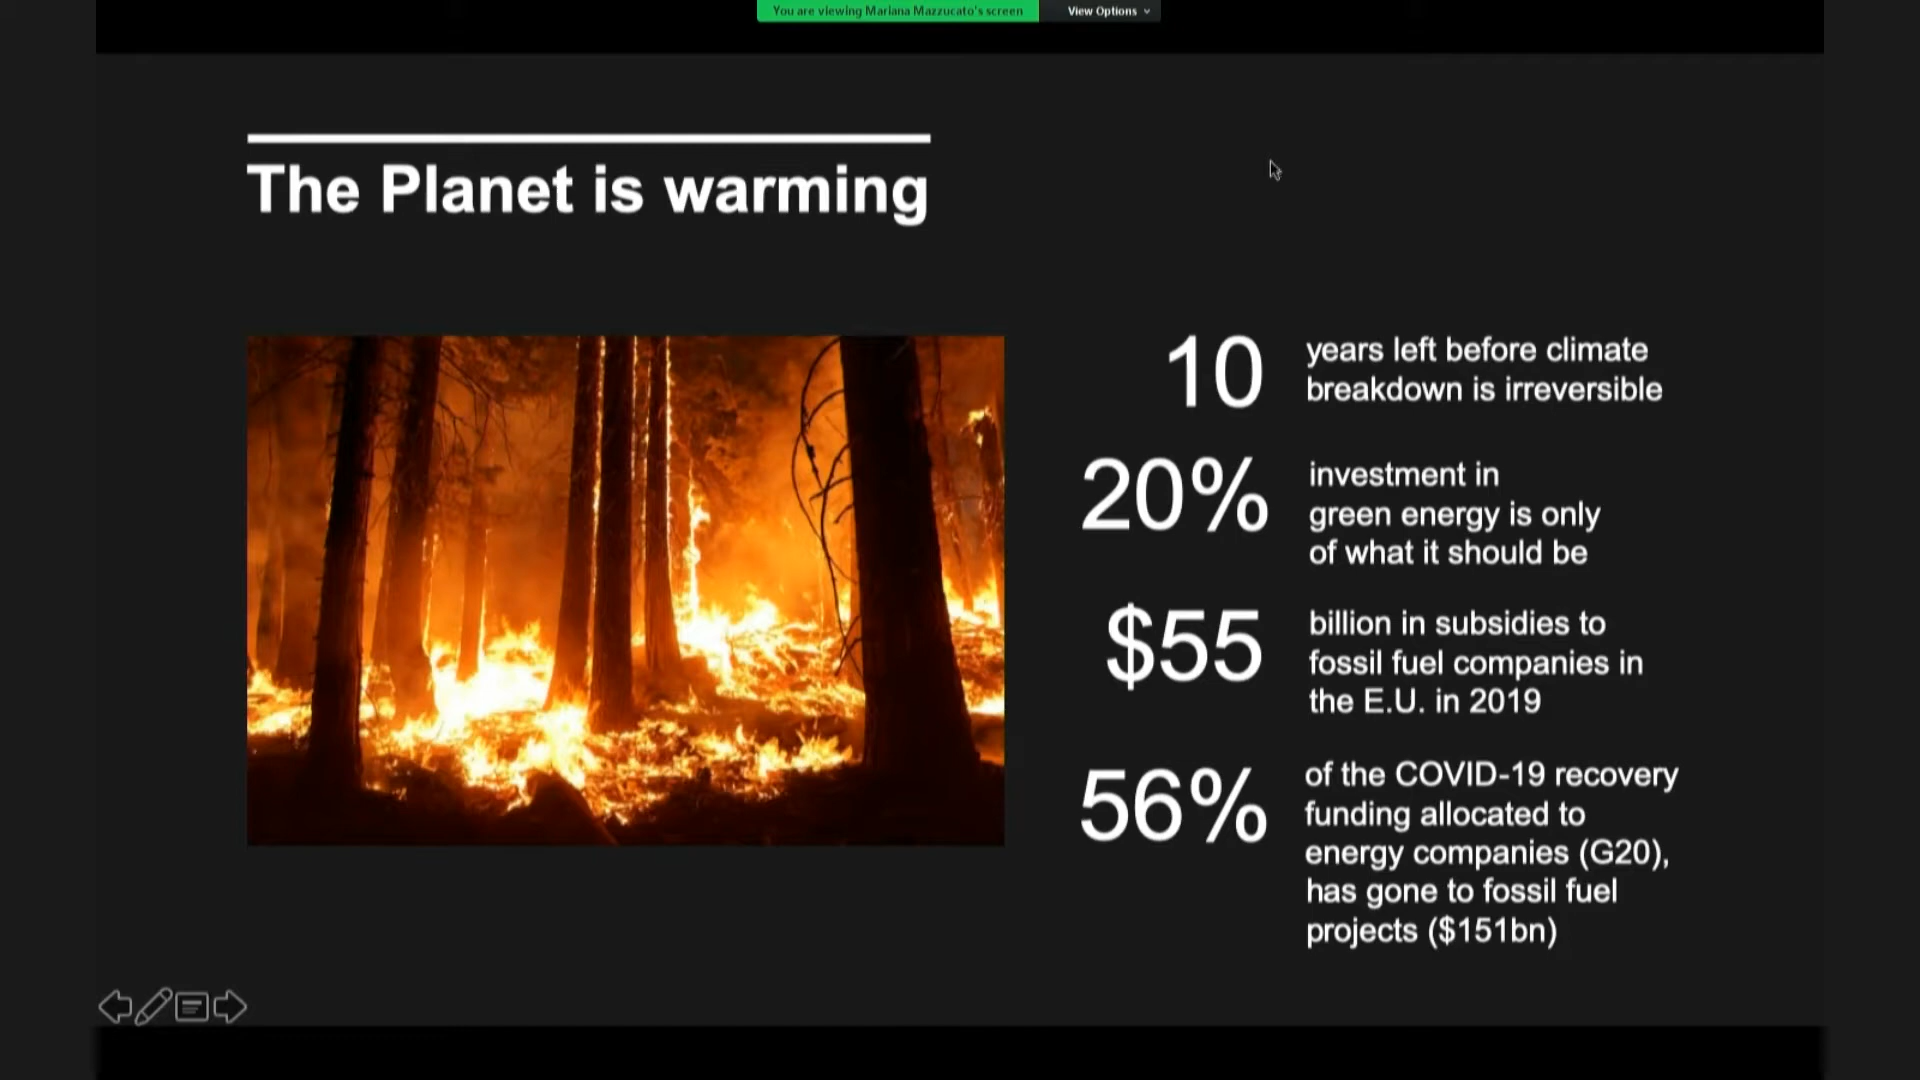 You are viewing Mariana Mazzucato's screen
View Options
The Planet is warming
10
years left before climate
breakdown is irreversible
20%
investment in
green energy is only
of what it should be
$55
billion in subsidies to
fossil fuel companies in
the E.U. in 2019
56%
of the COVID-19 recovery
funding allocated to
energy companies (G20),
has gone to fossil fuel
projects ($151bn)